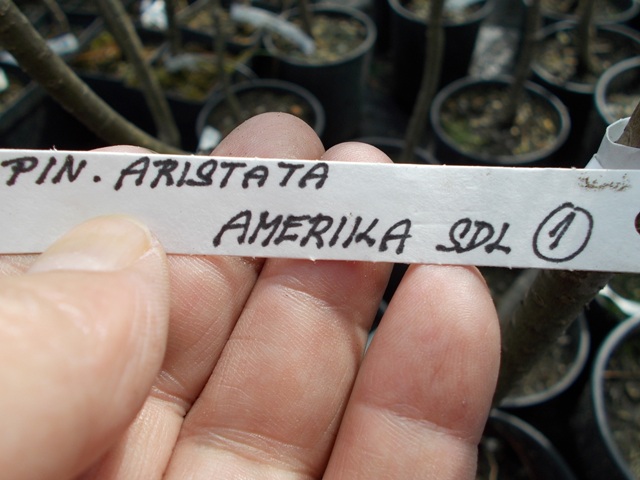 PIN. ARISTATA
AMERIKA SDL ①